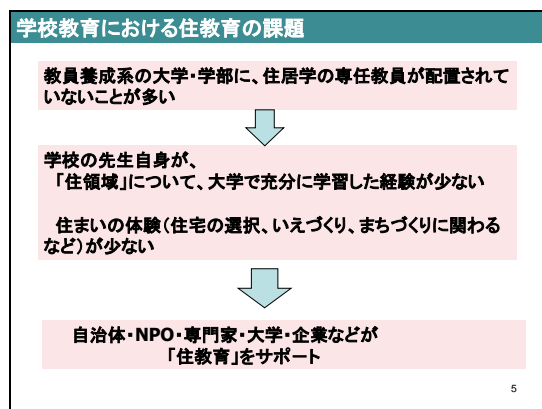 学校教育における住教育の課題
教員養成系の大学・学部に、住居学の専任教員が配置されて
いないことが多い
学校の先生自身が、
「住領域」について、大学で充分に学習した経験が少ない
住まいの体験（住宅の選択、いえづくり、まちづくりに関わる
など）が少ない
自治体・NPO・専門家・大学・企業などが
「住教育」をサポート
5